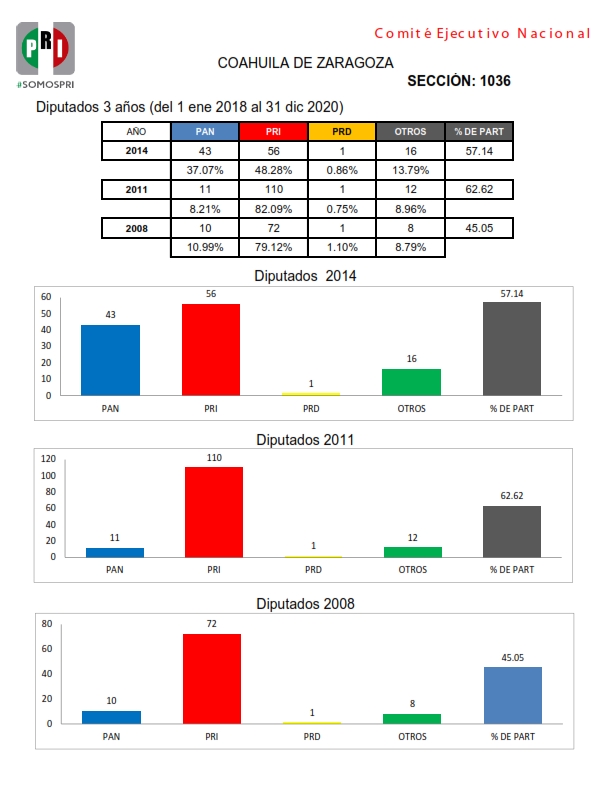 Comité Ejecutivo Nacional
PRI
#SOMOSPRI
COAHUILA DE ZARAGOZA
SECCIÓN: 1036
Diputados 3 años (del 1 ene 2018 al 31 dic 2020)
AÑO PAN PRI PRD OTROS % DE PART
2014 43 56 1 16 57.14
37.07% 48.28% 0.86% 13.79%
2011 11 110 1 12 62.62
8.21% 82.09% 0.75% 8.96%
2008 10 72 1 8 45.05
10.99% 79.12% 1.10% 8.79%
Diputados 2014
60
50
40
30
20
10
0
43 56 1 16 57.14
PAN PRI PRD OTROS % DE PART
Diputados 2011
120
100
80
60
40
20
0
11 110 1 12 62.62
PAN PRI PRD OTROS % DE PART
Diputados 2008
80
60
40
20
0
10 72 1 8 45.05
PAN PRI PRD OTROS % DE PART